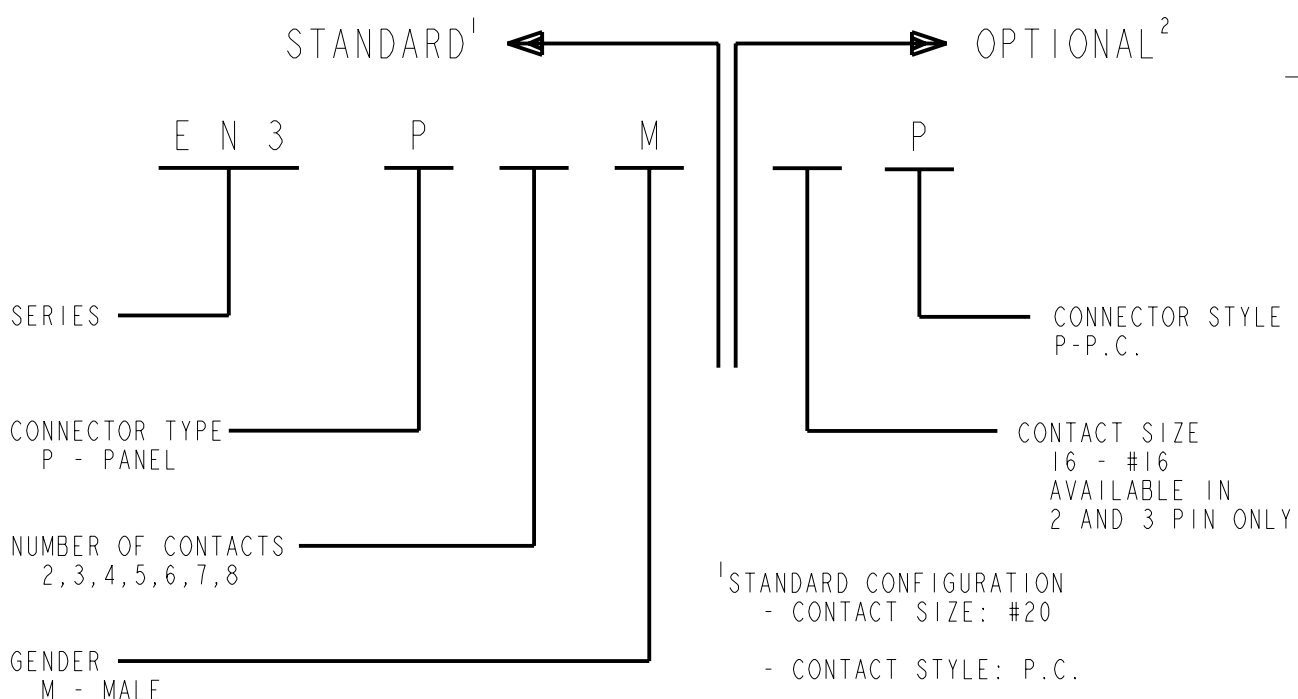 STANDARD¹
OPTIONAL²
E N 3 P M P
SERIES
CONNECTOR STYLE
P-P.C.
CONNECTOR TYPE
P - PANEL
CONTACT SIZE
16 - #16
AVAILABLE IN
2 AND 3 PIN ONLY
NUMBER OF CONTACTS
2,3,4,5,6,7,8
¹STANDARD CONFIGURATION
- CONTACT SIZE: #20
- CONTACT STYLE: P.C.
GENDER
M - MALE